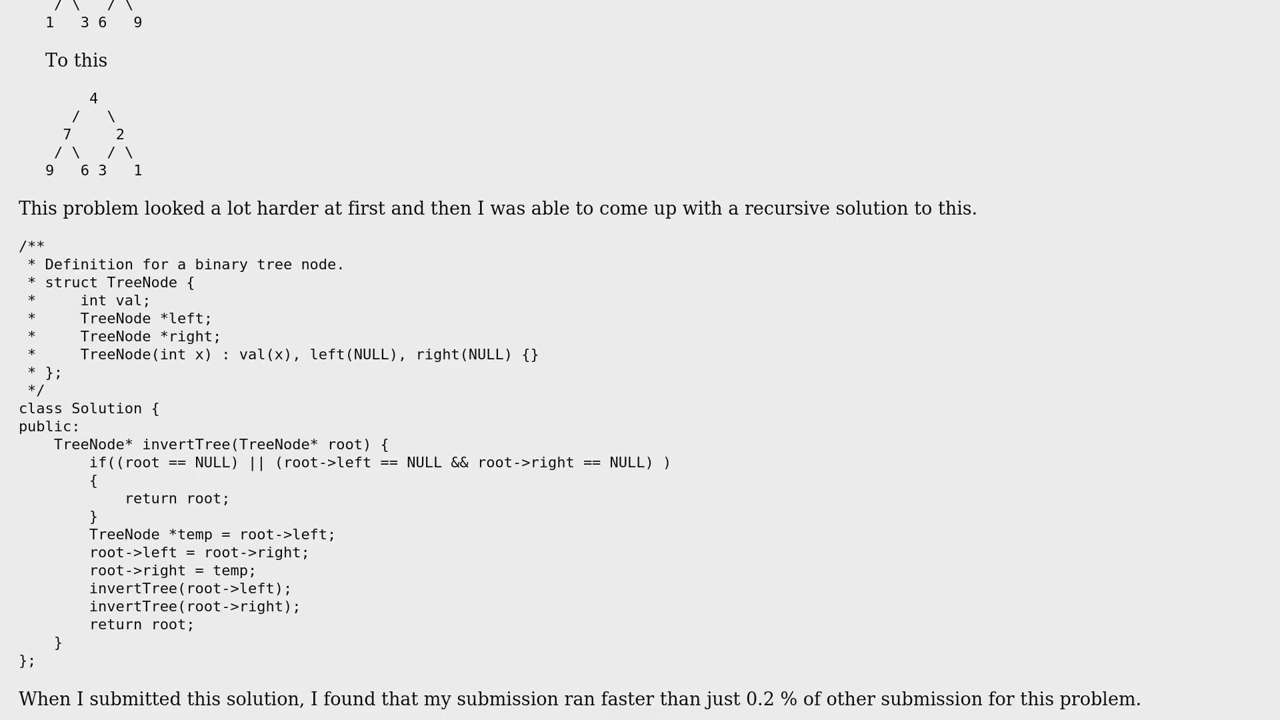 / \   / \
1   3 6   9
To this
     4
   /   \
  7     2
 / \   / \
9   6 3   1
This problem looked a lot harder at first and then I was able to come up with a recursive solution to this.
/**
 * Definition for a binary tree node.
 * struct TreeNode {
 *     int val;
 *     TreeNode *left;
 *     TreeNode *right;
 *     TreeNode(int x) : val(x), left(NULL), right(NULL) {}
 * };
 */
class Solution {
public:
    TreeNode* invertTree(TreeNode* root) {
        if((root == NULL) || (root->left == NULL && root->right == NULL) )
        {
            return root;
        }
        TreeNode *temp = root->left;
        root->left = root->right;
        root->right = temp;
        invertTree(root->left);
        invertTree(root->right);
        return root;
    }
};
When I submitted this solution, I found that my submission ran faster than just 0.2 % of other submission for this problem.